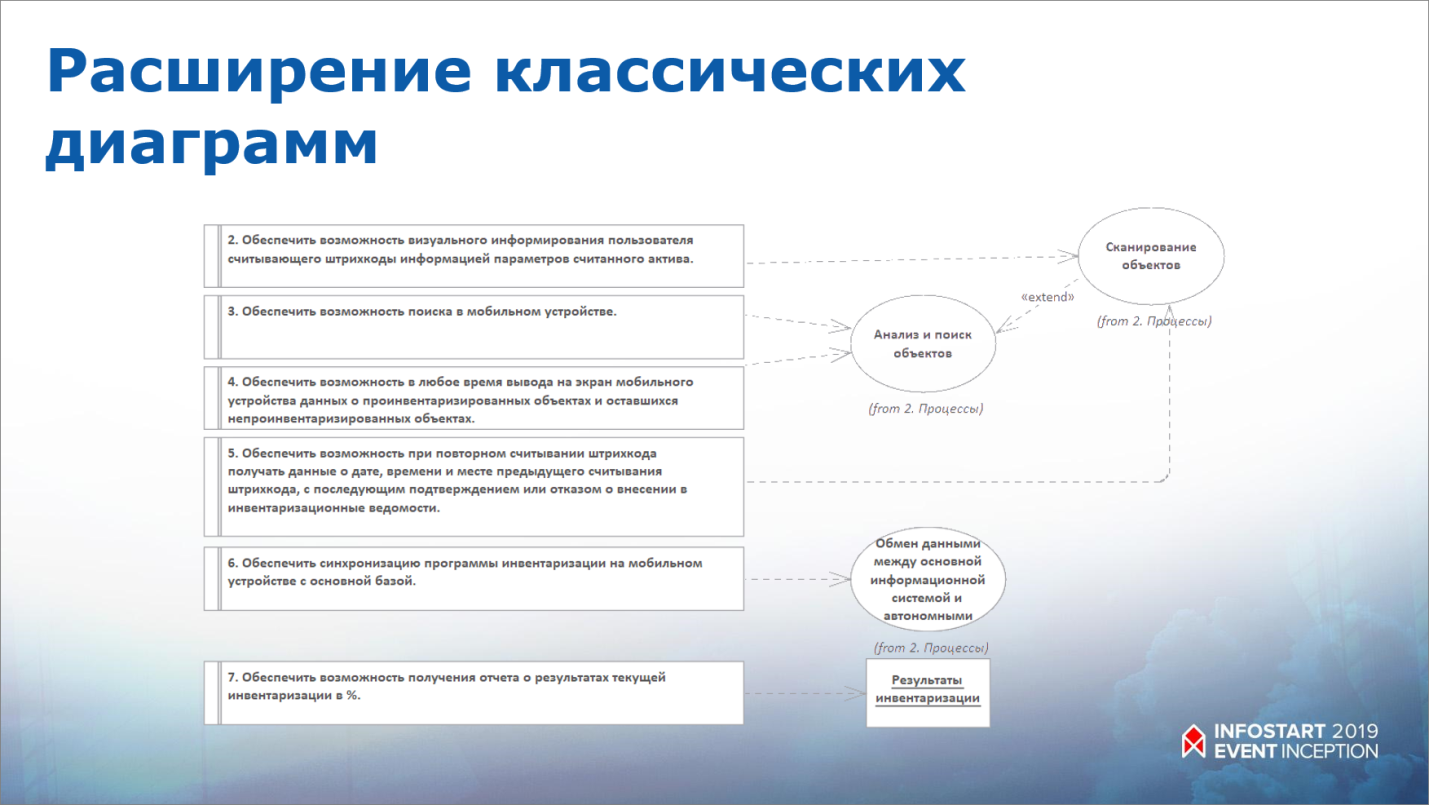 Расширение классических
диаграмм
2. Обеспечить возможность визуального информирования пользователя
считывающего штрихкоды информацией параметров считанного актива.
Сканирование
объектов
«extend»
(from 2. Процессы)
3. Обеспечить возможность поиска в мобильном устройстве.
Анализ и поиск
объектов
(from 2. Процессы)
4. Обеспечить возможность в любое время вывода на экран мобильного
устройства данных о проинвентаризированных объектах и оставшихся
непроинвентаризированных объектах.
5. Обеспечить возможность при повторном считывании штрихкода
получать данные о дате, времени и месте предыдущего считывания
штрихкода, с последующим подтверждением или отказом о внесении в
инвентаризационные ведомости.
6. Обеспечить синхронизацию программы инвентаризации на мобильном
устройстве с основной базой.
Обмен данными
между основной
информационной
системой и
автономными
(from 2. Процессы)
7. Обеспечить возможность получения отчета о результатах текущей
инвентаризации в %.
Результаты
инвентаризации
INFOSTART 2019
EVENT INCEPTION